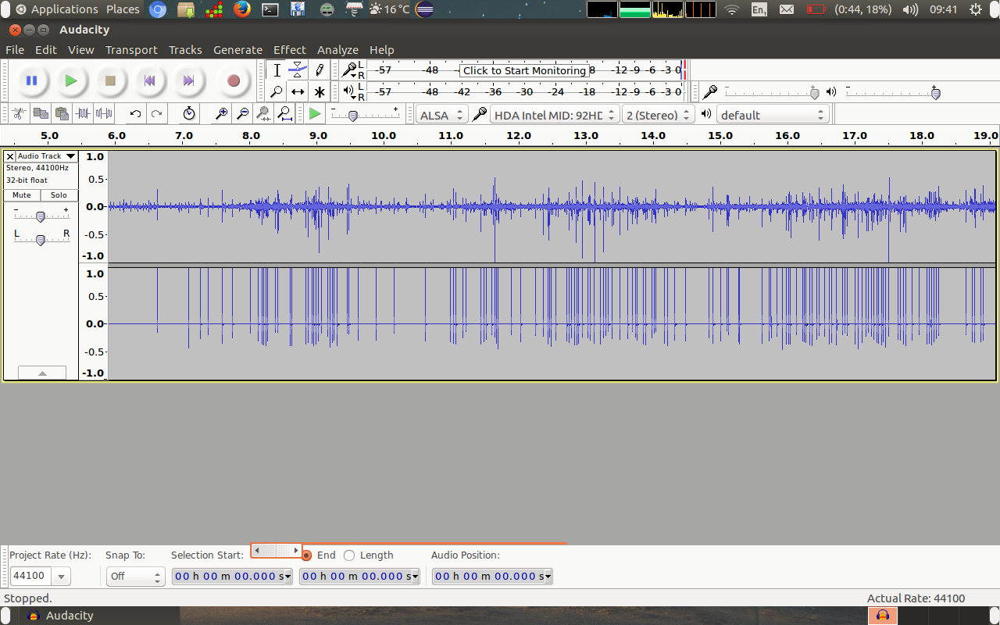 Applications Places 16 °C En1 (0:44, 18%) 09:41
Audacity
File Edit View Transport Tracks Generate Effect Analyze Help
L R -57 -48 Click to Start Monitoring 8 -12 -9 -6 -3 0
L R -57 -48 -42 -36 -30 -24 -18 -12 -9 -6 -3 0
ALSA HDA Intel MID: 92HD 2 (Stereo) default
5.0 6.0 7.0 8.0 9.0 10.0 11.0 12.0 13.0 14.0 15.0 16.0 17.0 18.0 19.0
Audio Track
Stereo, 44100Hz
32-bit float
Mute Solo
- +
L R
1.0
0.5
0.0
-0.5
-1.0
1.0
0.5
0.0
-0.5
-1.0
Project Rate (Hz): Snap To: Selection Start: End Length Audio Position:
44100 Off 00 h 00 m 00.000 s 00 h 00 m 00.000 s 00 h 00 m 00.000 s
Stopped. Actual Rate: 44100
Audacity